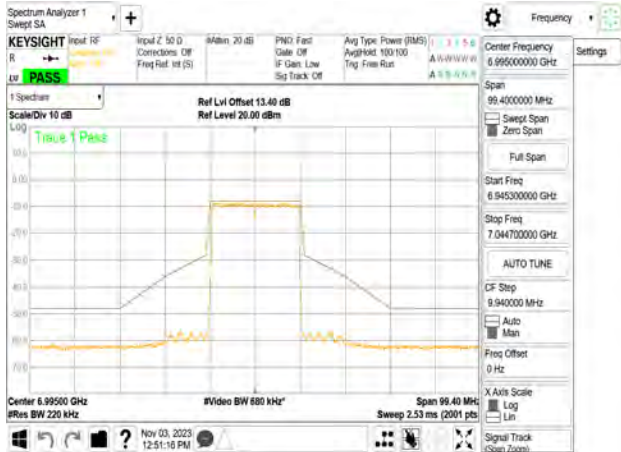 Spectrum Analyzer 1
Swept SA
+
Frequency
KEYSIGHT Input: RF
R
LU PASS
Input Z: 50 Ω
Corrections: Off
Freq Ref: Int (S)
#Atten: 20 dB
PNO: Fast
Gate: Off
IF Gain: Low
Sig Track: Off
Avg Type: Power (RMS)
Avg|Hold: 100/100
Trig: Free Run
Center Frequency
6.995000000 GHz
Settings
Span
99.4000000 MHz
Swept Span
Zero Span
Full Span
Start Freq
6.945300000 GHz
Stop Freq
7.044700000 GHz
AUTO TUNE
CF Step
9.940000 MHz
Auto
Man
Freq Offset
0 Hz
X Axis Scale
Log
Lin
Signal Track
(Span Zoom)
1 Spectrum
Scale/Div 10 dB
Ref Lvl Offset 13.40 dB
Ref Level 20.00 dBm
Log
Trace 1 Pass
Center 6.99500 GHz
#Res BW 220 kHz
#Video BW 680 kHz*
Span 99.40 MHz
Sweep 2.53 ms (2001 pts
?
Nov 03, 2023
12:51:16 PM